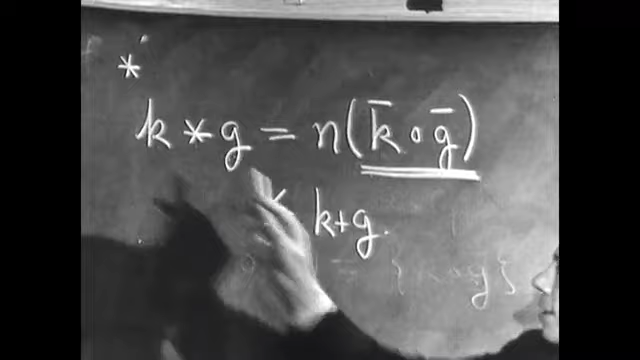 *
k * g = n(k̄ ∘ ḡ)
k+g.